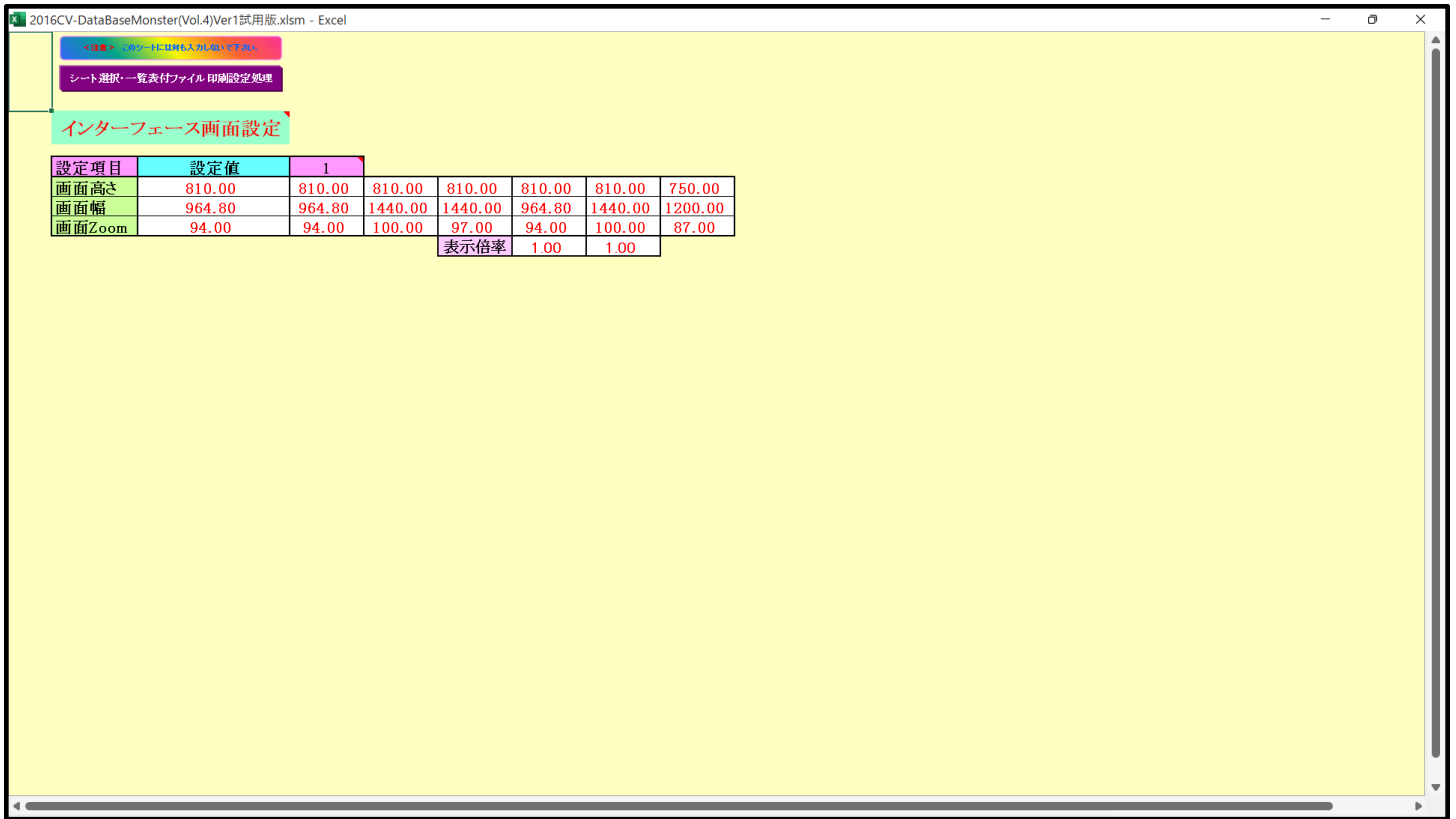 2016CV-DataBaseMonster(Vol.4)Ver1試用版.xlsm - Excel
<注意> このシートには何も入力しないで下さい。
シート選択・一覧表付ファイル 印刷設定処理
インターフェース画面設定
設定項目 設定値 1
画面高さ 810.00 810.00 810.00 810.00 810.00 810.00 750.00
画面幅 964.80 964.80 1440.00 1440.00 964.80 1440.00 1200.00
画面Zoom 94.00 94.00 100.00 97.00 94.00 100.00 87.00
表示倍率 1.00 1.00